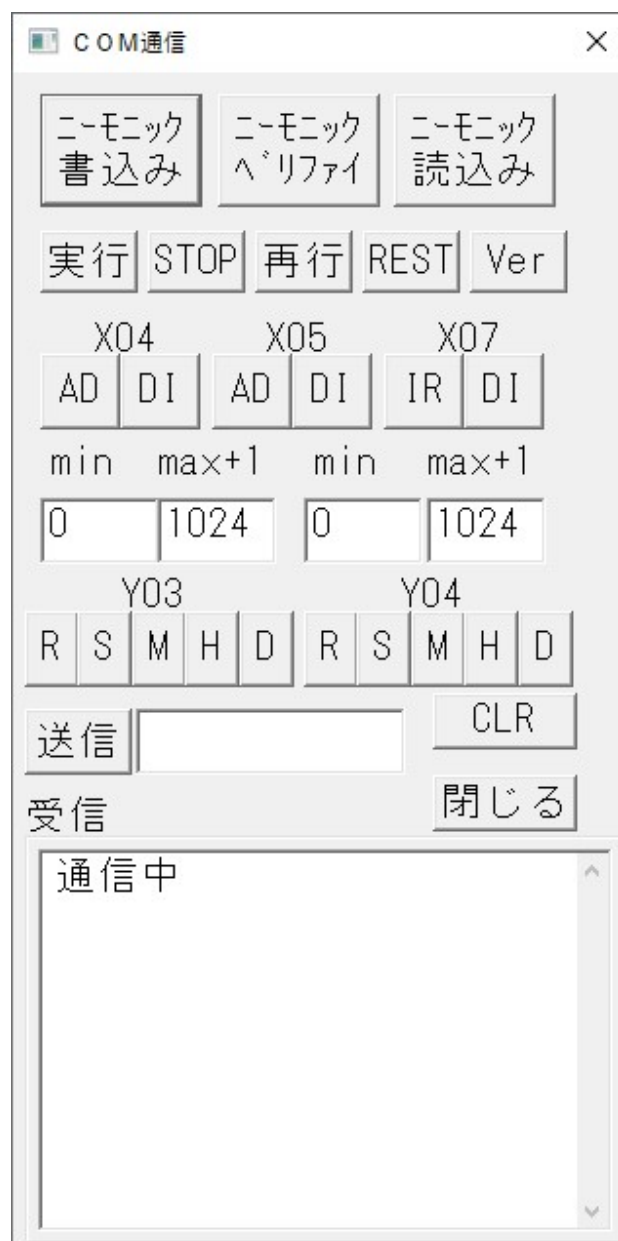 ＣＯＭ通信
ﾆｰﾓﾆｯｸ ﾆｰﾓﾆｯｸ ﾆｰﾓﾆｯｸ
書込み ﾍﾞﾘﾌｧｲ 読込み
実行 STOP 再行 REST Ver
X04 X05 X07
AD DI AD DI IR DI
min max+1 min max+1
0 1024 0 1024
Y03 Y04
R S M H D R S M H D
送信 CLR
受信 閉じる
通信中